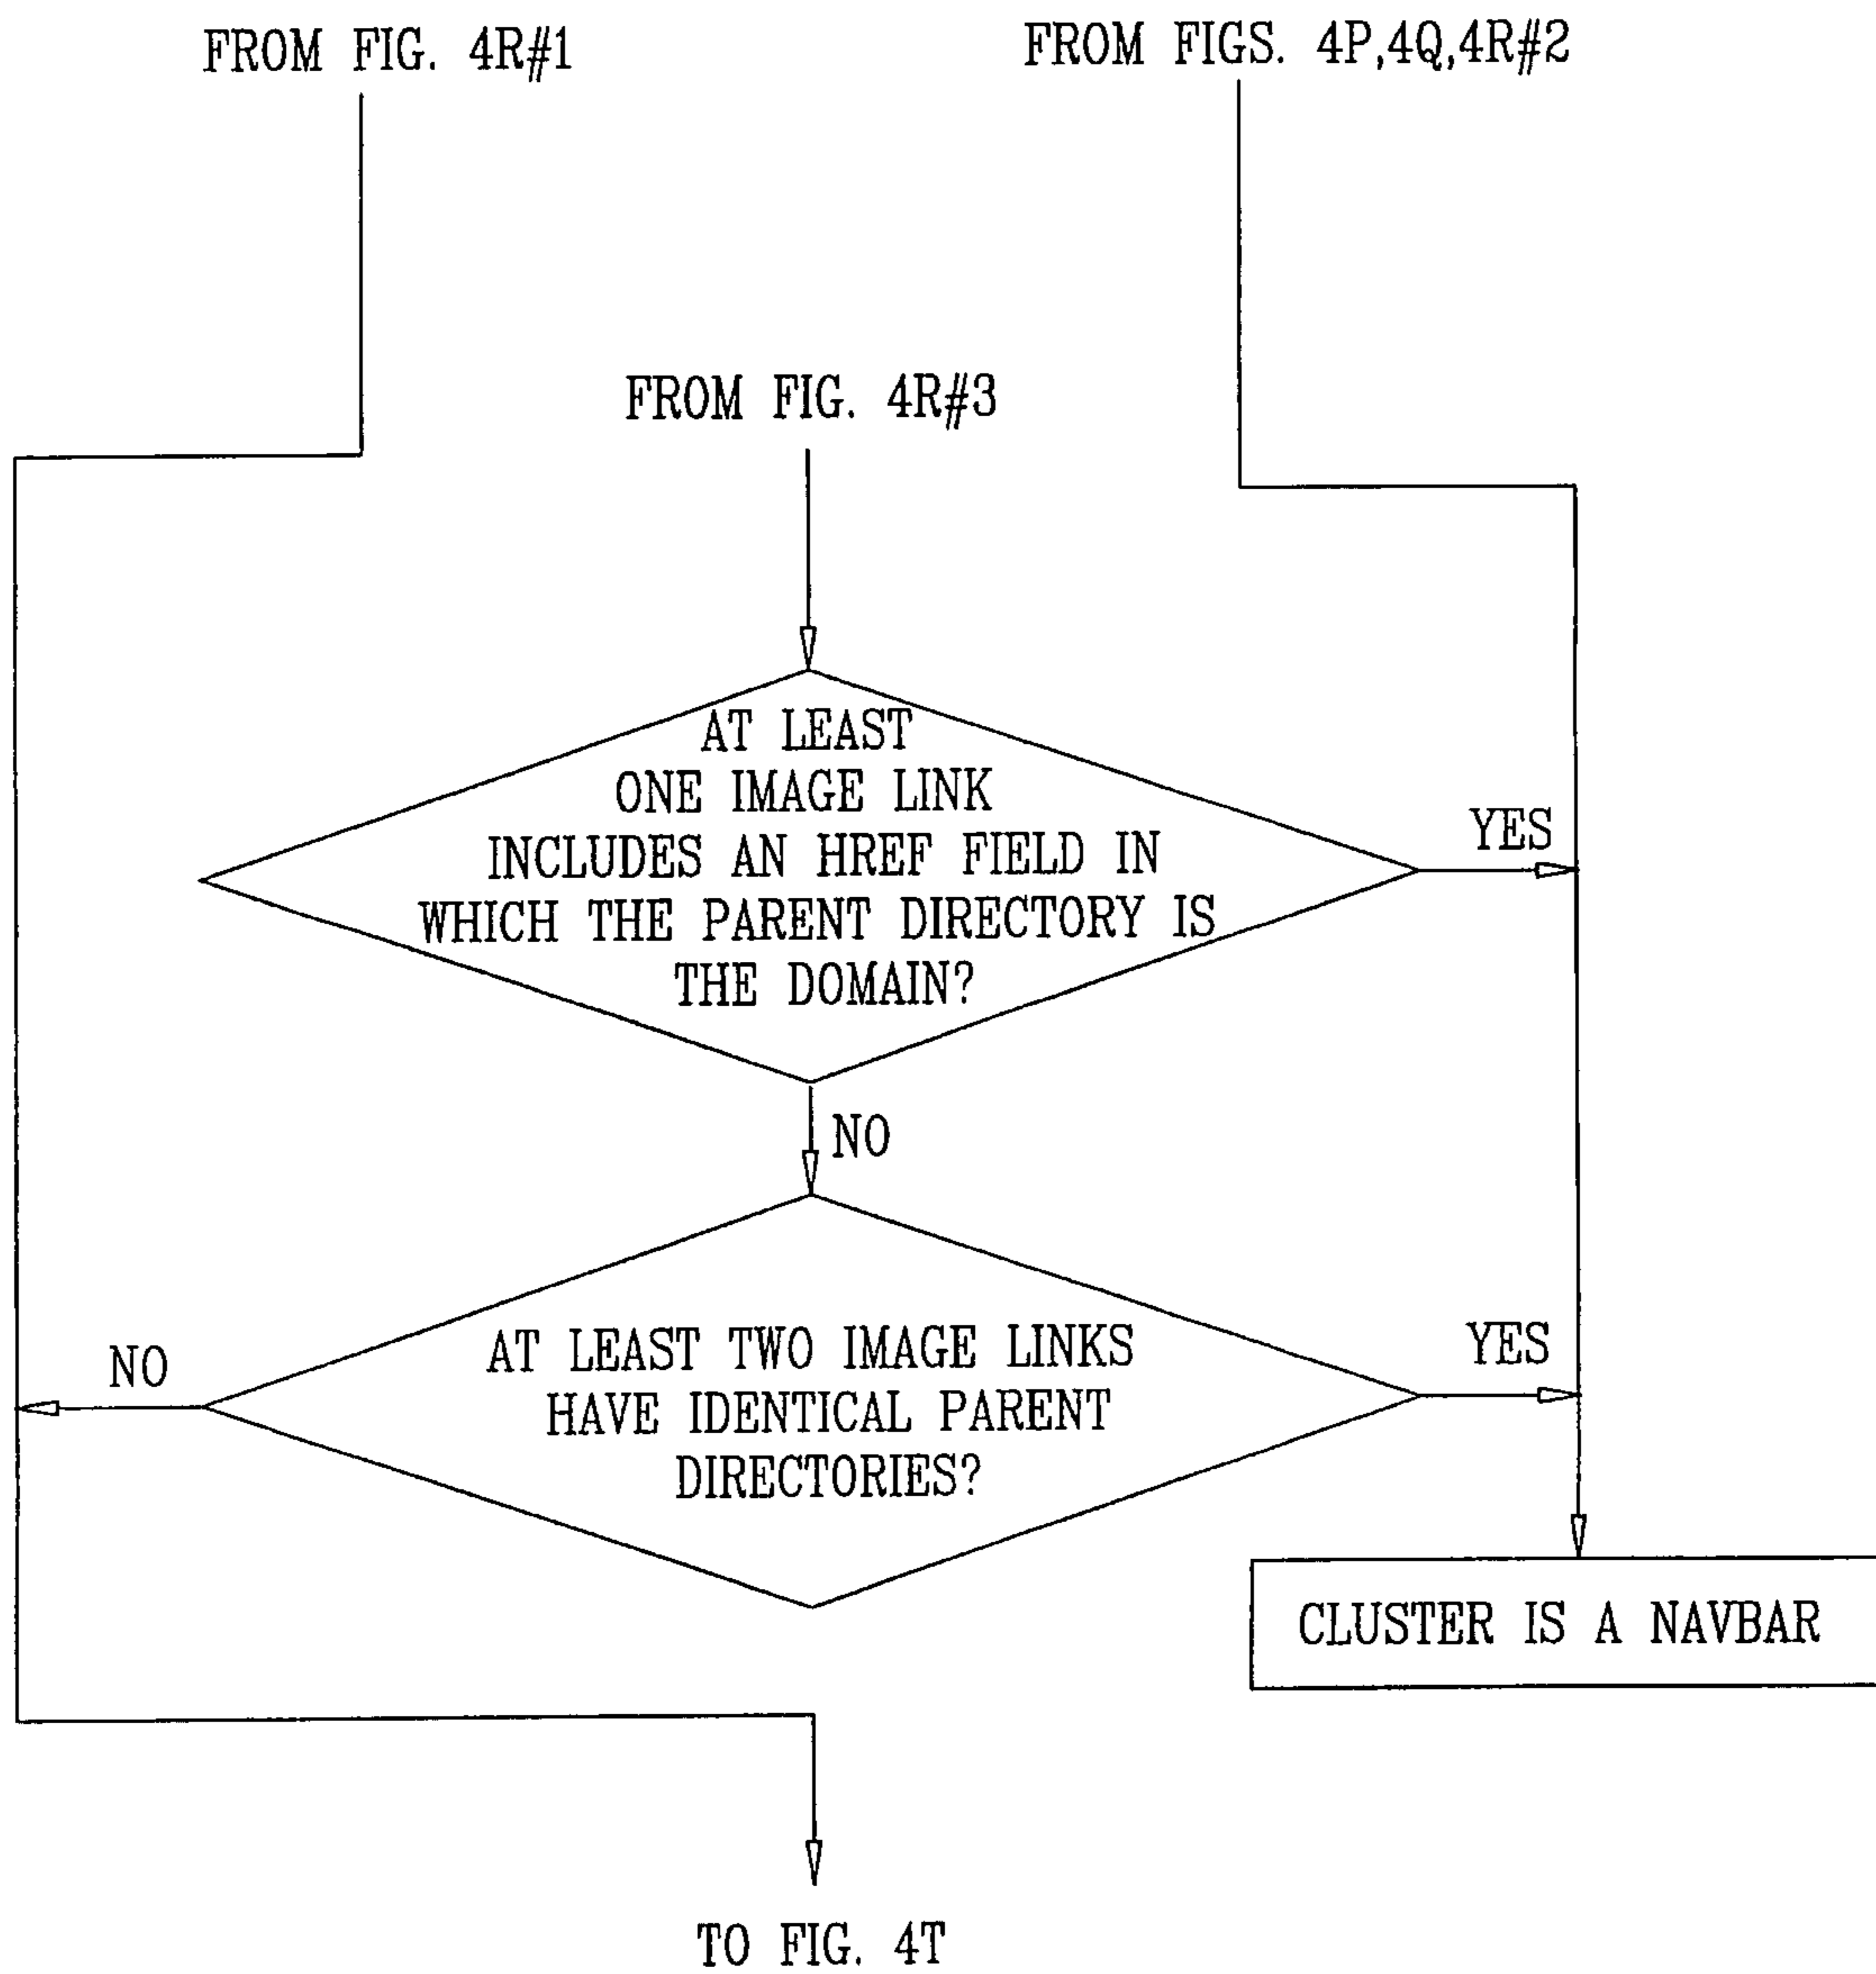 FROM FIG. 4R#1
FROM FIGS. 4P,4Q,4R#2
FROM FIG. 4R#3
AT LEAST
ONE IMAGE LINK
INCLUDES AN HREF FIELD IN
WHICH THE PARENT DIRECTORY IS
THE DOMAIN?
YES
NO
AT LEAST TWO IMAGE LINKS
HAVE IDENTICAL PARENT
DIRECTORIES?
NO
YES
CLUSTER IS A NAVBAR
TO FIG. 4T